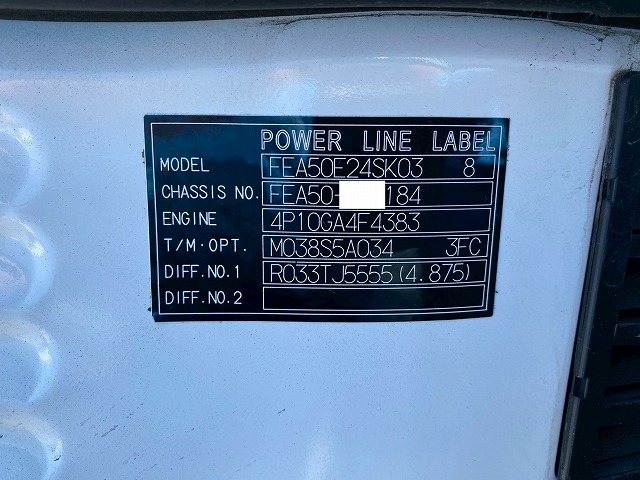 POWER LINE LABEL
MODEL FEA50E24SK03 8
CHASSIS NO. FEA50- 184
ENGINE 4P10GA4F4383
T/M·OPT. M038S5A034 3FC
DIFF.NO.1 R033TJ5555(4.875)
DIFF.NO.2